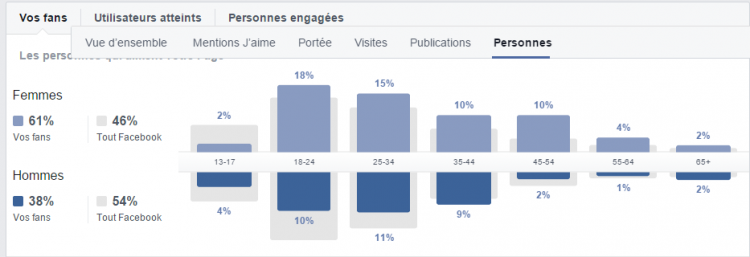 Vos fans Utilisateurs atteints Personnes engagées
Vue d'ensemble Mentions J'aime Portée Visites Publications Personnes
Les
Femmes
61% 46%
Vos fans Tout Facebook
2% 18% 15% 10% 10% 4% 2%
13-17 18-24 25-34 35-44 45-54 55-64 65+
Hommes
38% 54%
Vos fans Tout Facebook
4% 10% 11% 9% 2% 1% 2%